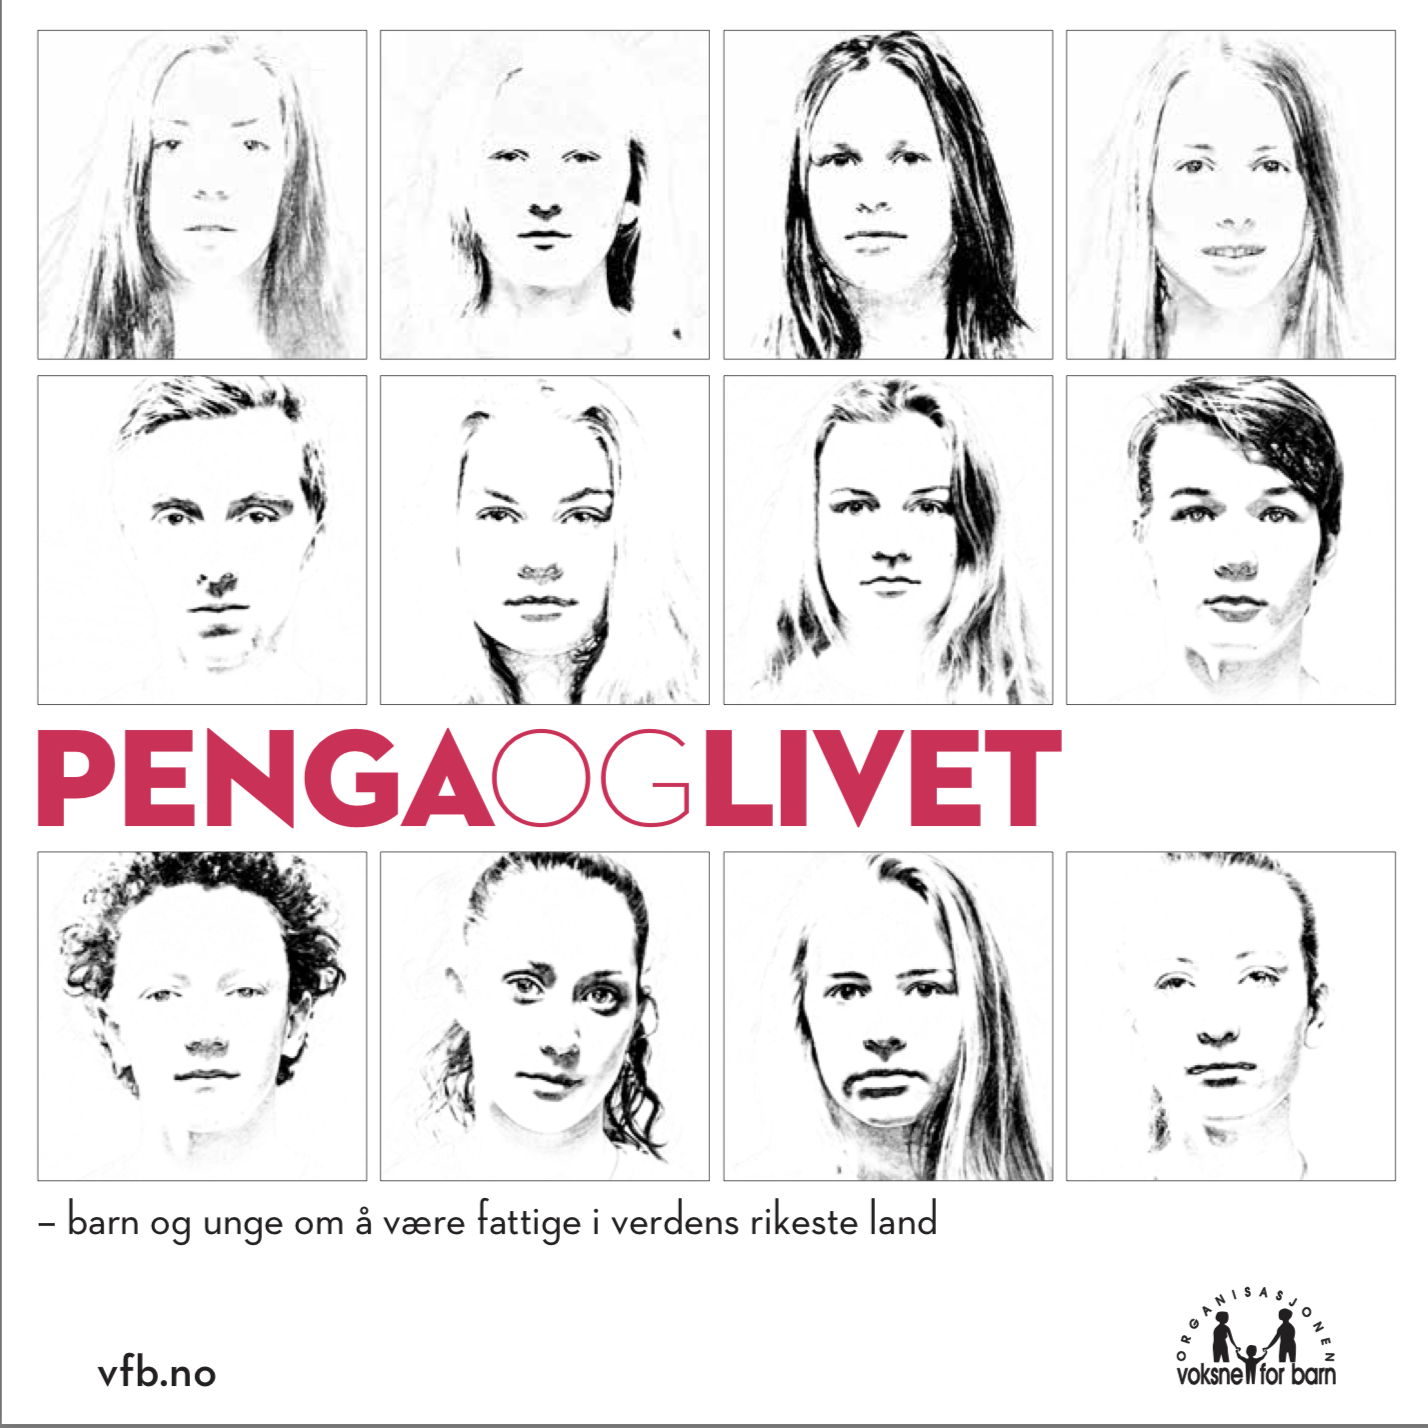 PENGAOGLIVET
– barn og unge om å være fattige i verdens rikeste land
vfb.no
ORGANISASJONEN
voksne for barn